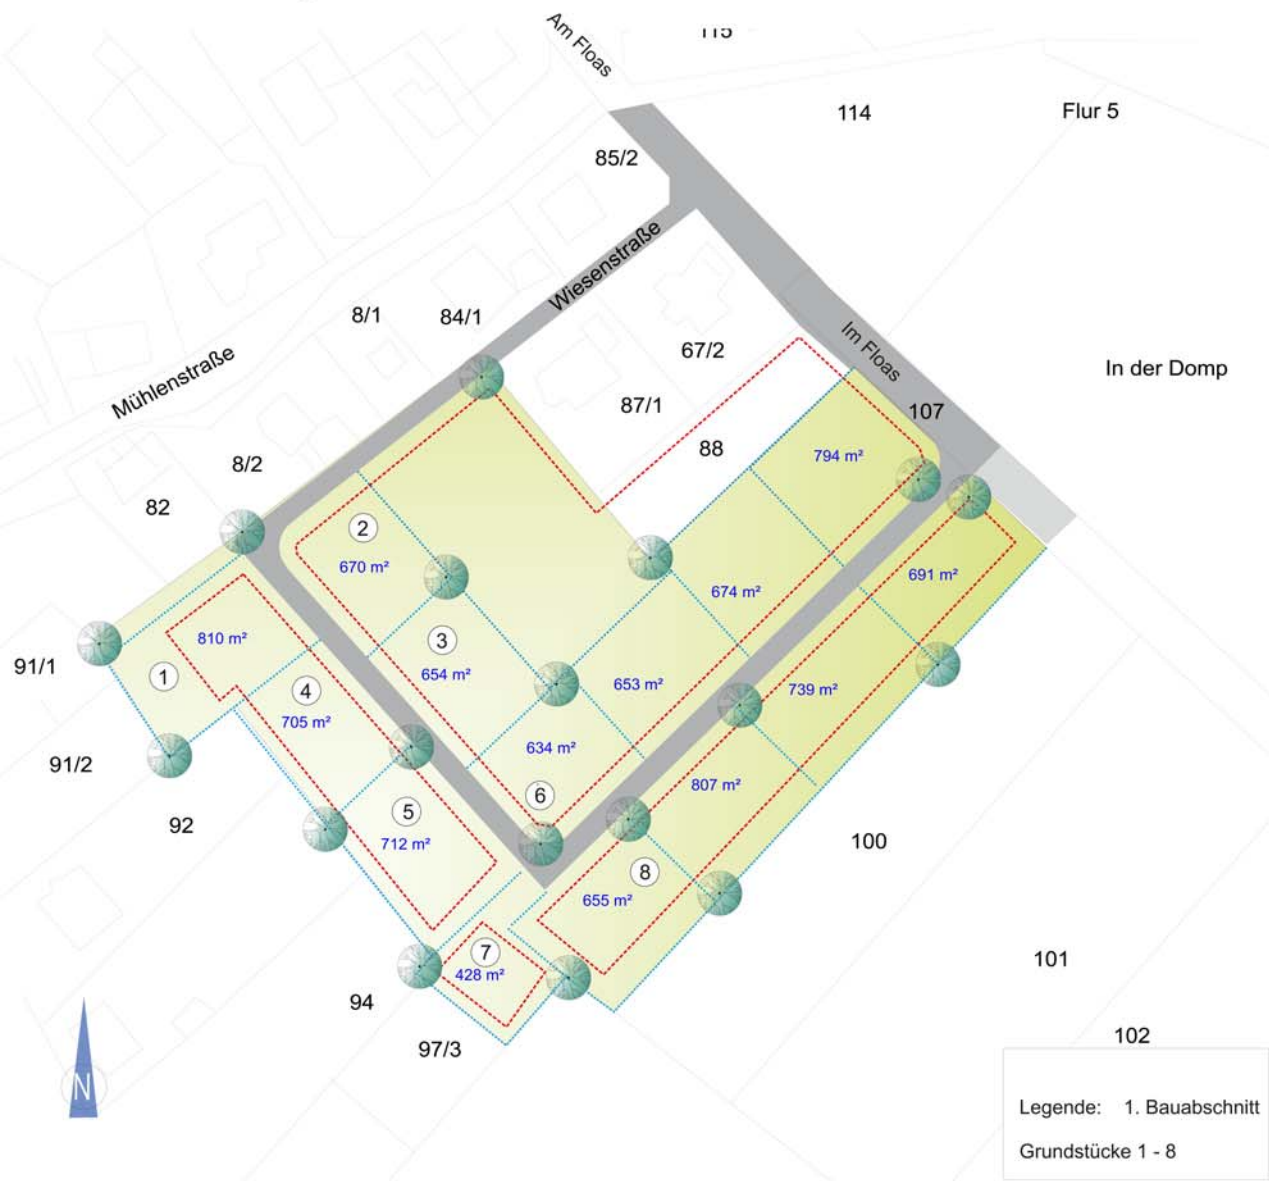 Am Floas
115
114
Flur 5
85/2
Wiesenstraße
8/1
84/1
Im Floas
67/2
Mühlenstraße
In der Domp
87/1
107
88
794 m²
8/2
82
2
670 m²
691 m²
674 m²
3
810 m²
91/1
1
654 m²
653 m²
739 m²
4
705 m²
634 m²
91/2
807 m²
6
5
92
712 m²
100
8
655 m²
7
428 m²
101
94
102
97/3
N
Legende: 1. Bauabschnitt
Grundstücke 1 - 8